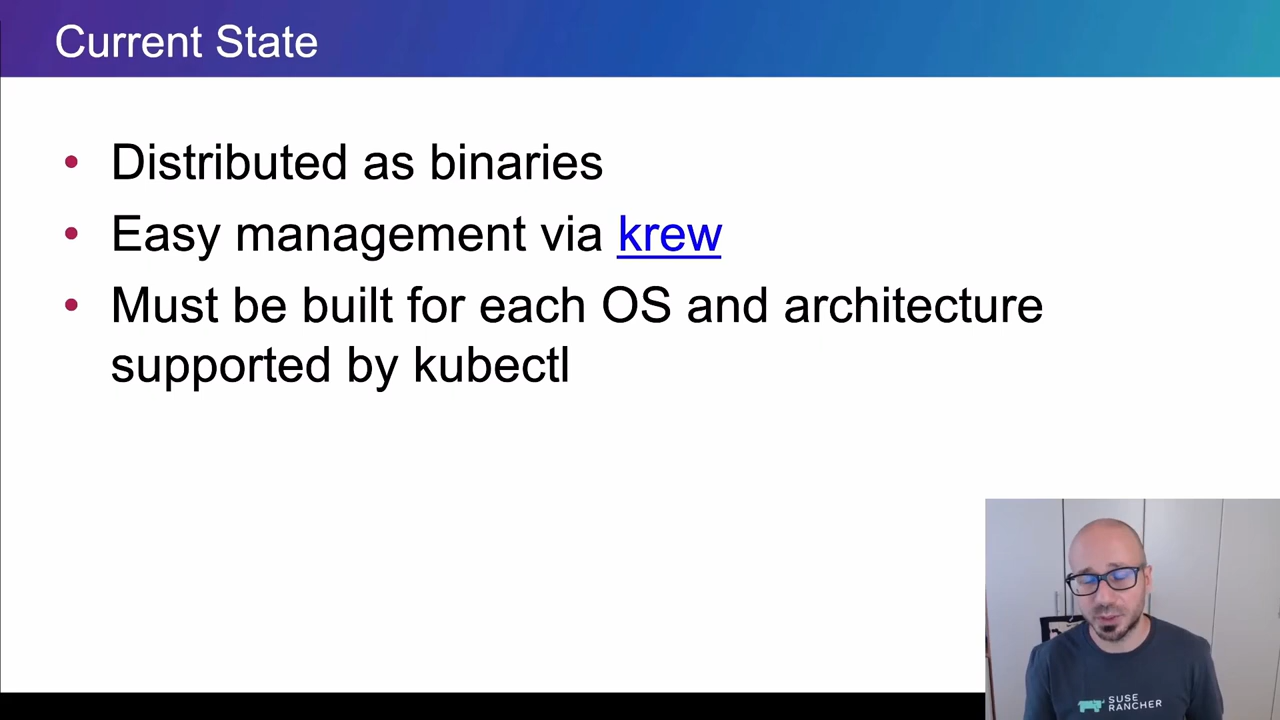 Current State
• Distributed as binaries
• Easy management via krew
• Must be built for each OS and architecture
supported by kubectl
SUSE
RANCHER